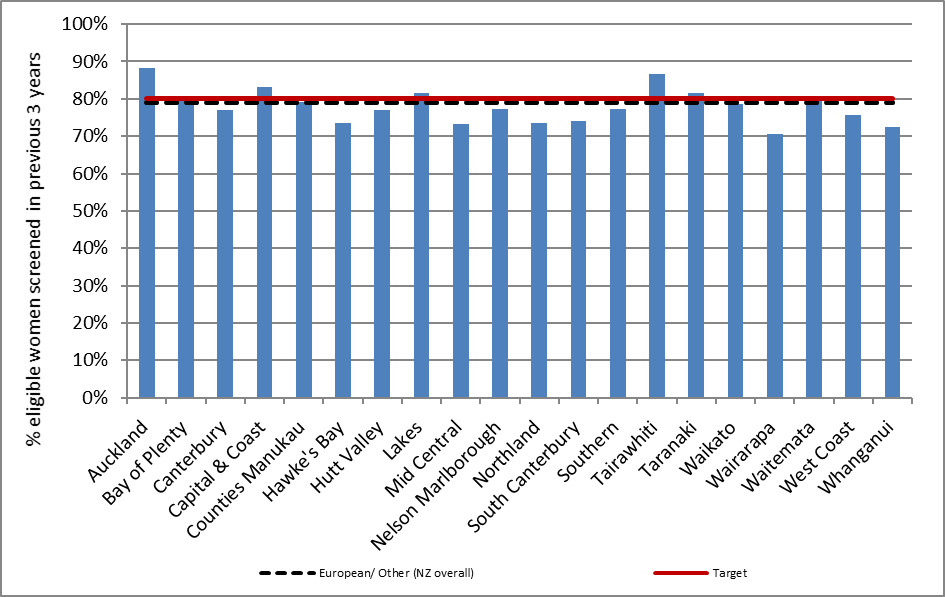 100%
90%
80%
70%
60%
50%
40%
30%
20%
10%
0%
% eligible women screened in previous 3 years
Auckland
Bay of Plenty
Canterbury
Capital & Coast
Counties Manukau
Hawke's Bay
Hutt Valley
Lakes
Mid Central
Nelson Marlborough
Northland
South Canterbury
Southern
Tairawhiti
Taranaki
Waikato
Wairarapa
Waitemata
West Coast
Whanganui
European/ Other (NZ overall)
Target